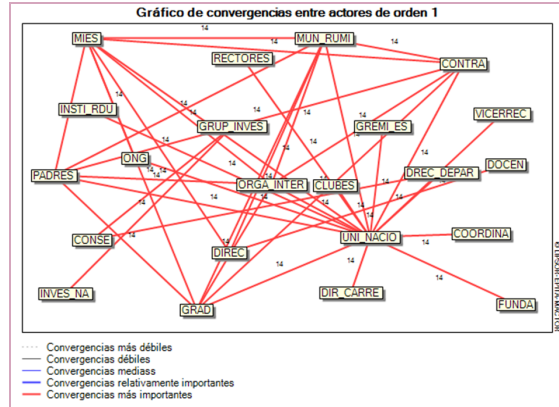 Gráfico de convergencias entre actores de orden 1
MIES
14
MUN_RUMI
14
RECTORES
CONTRA
INSTI_RDU
GRUP_INVES
GREMI_ES
VICERREC
ONG
PADRES
ORGA_INTER
CLUBES
DREC_DEPAR
DOCEN
CONSE
DIREC
UNI_NACIO
COORDINA
INVES_NA
GRAD
DIR_CARRE
FUNDA
Convergencias más débiles
Convergencias débiles
Convergencias mediass
Convergencias relativamente importantes
Convergencias más importantes